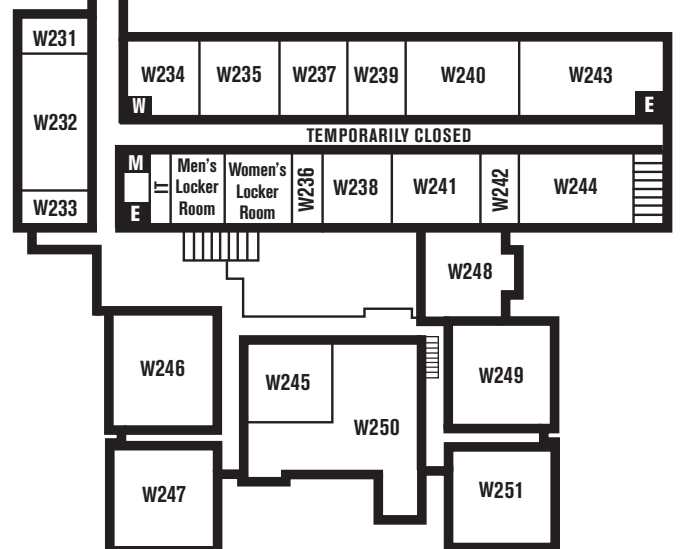 W231
W232
W233
W234
W
W235
W237
W239
W240
W243
E
TEMPORARILY CLOSED
M
E
IT
Men's
Locker
Room
Women's
Locker
Room
W236
W238
W241
W242
W244
W248
W246
W245
W250
W249
W247
W251